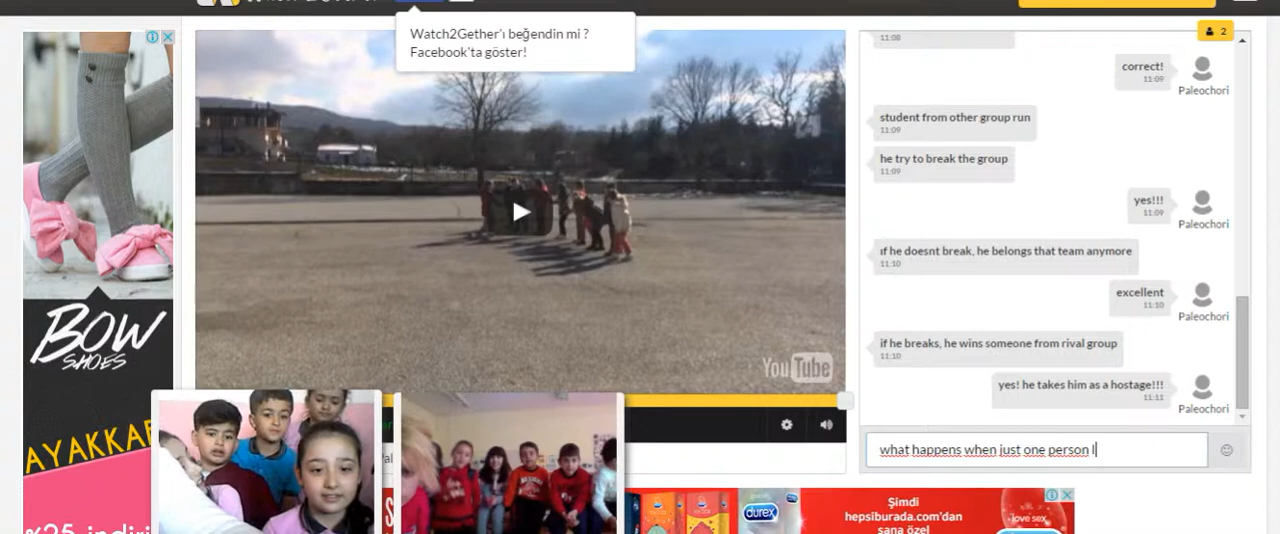 Watch2Gether'ı beğendin mi ?
Facebook'ta göster!
2
11:08
correct!
11:09
Paleochori
student from other group run
11:09
he try to break the group
11:09
yes!!!
11:09
Paleochori
ıf he doesnt break, he belongs that team anymore
11:10
excellent
11:10
Paleochori
if he breaks, he wins someone from rival group
11:10
yes! he takes him as a hostage!!!
11:11
Paleochori
what happens when just one person l
YouTube
BOW
SHOES
AYAKKAB
%25 indiri
durex
Şimdi
hepsiburada.com'dan
sana özel
love sex